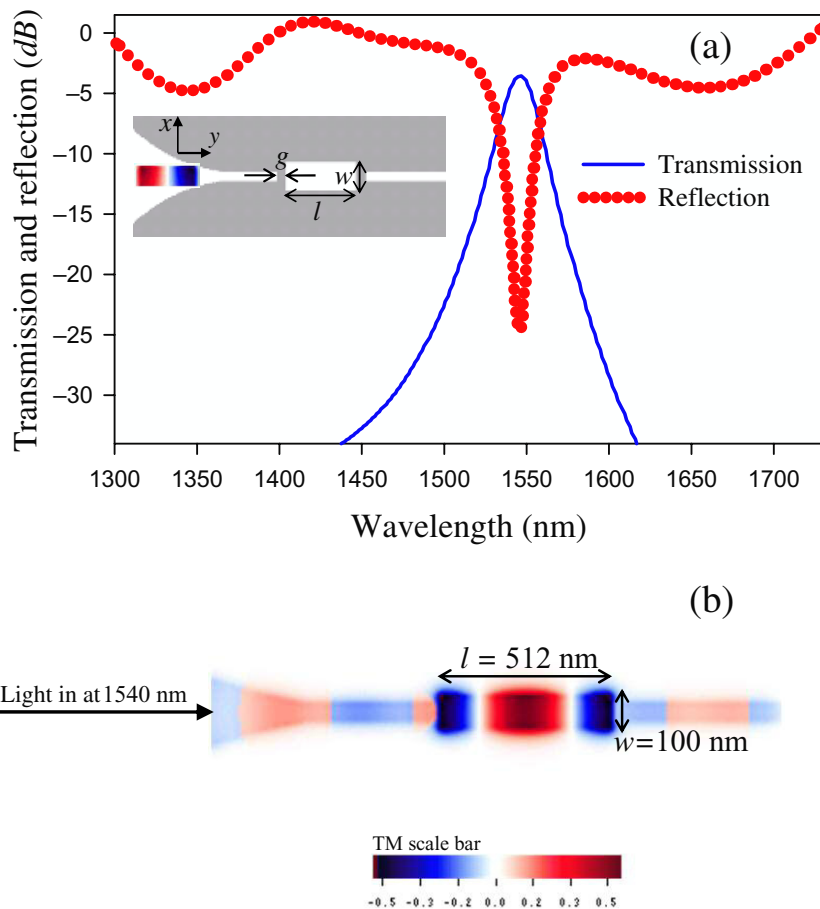 (a)
Transmission and reflection (dB)
0
−5
−10
−15
−20
−25
−30
x
y
g
w
l
Transmission
Reflection
1300 1350 1400 1450 1500 1550 1600 1650 1700
Wavelength (nm)
(b)
l = 512 nm
Light in at 1540 nm
w=100 nm
TM scale bar
−0.5 −0.3 −0.2 0.0 0.2 0.3 0.5